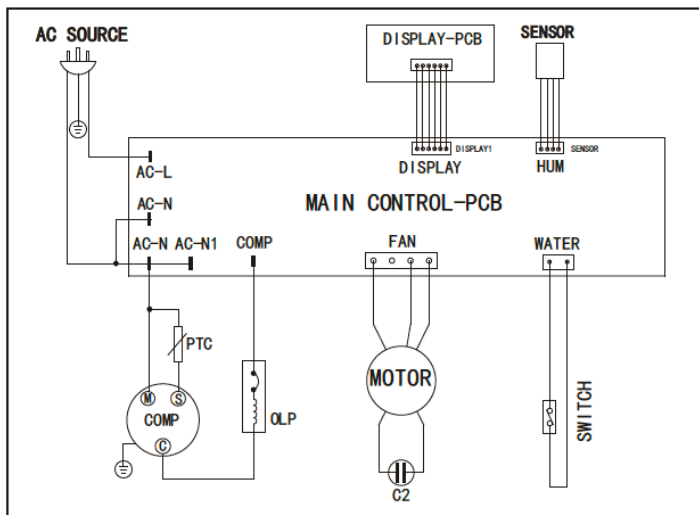 AC SOURCE
DISPLAY-PCB
SENSOR
DISPLAY1
SENSOR
AC-L
DISPLAY
HUM
AC-N
MAIN CONTROL-PCB
AC-N AC-N1 COMP
FAN
WATER
PTC
MOTOR
M S
COMP
C
OLP
SWITCH
C2